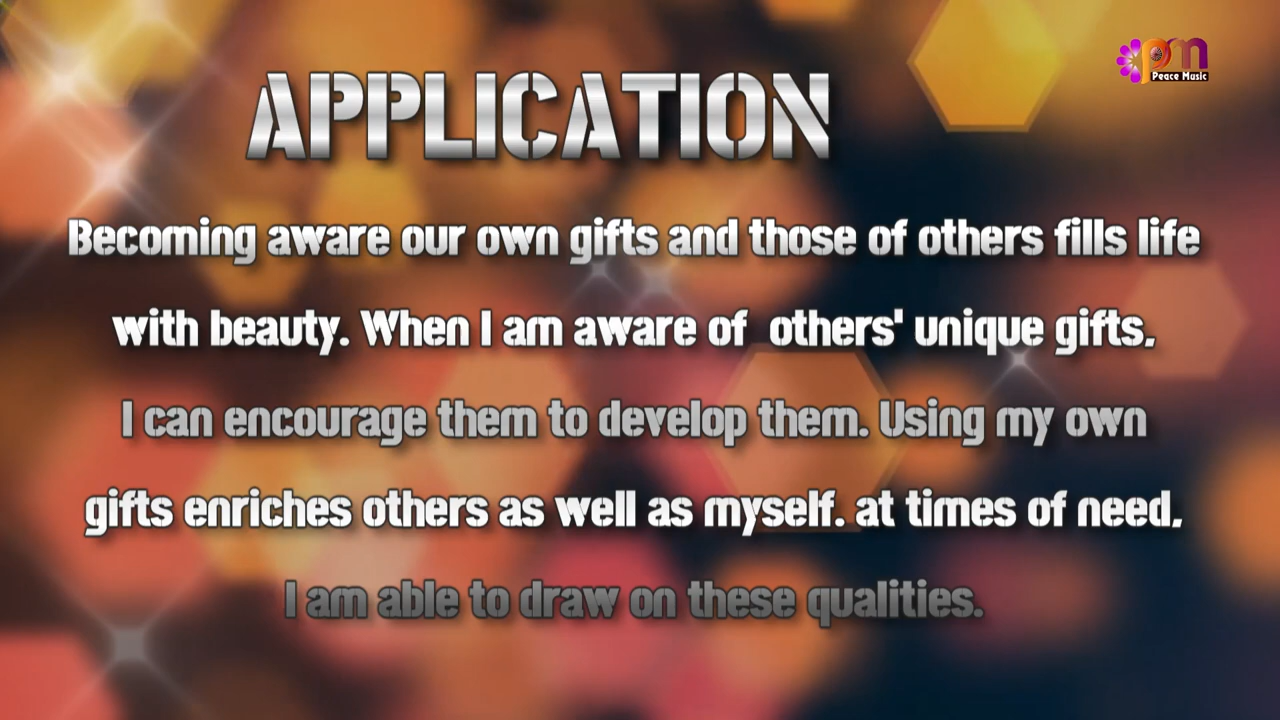 pm
Peace Music
APPLICATION
Becoming aware our own gifts and those of others fills life
with beauty. When I am aware of others' unique gifts,
I can encourage them to develop them. Using my own
gifts enriches others as well as myself. at times of need,
I am able to draw on these qualities.